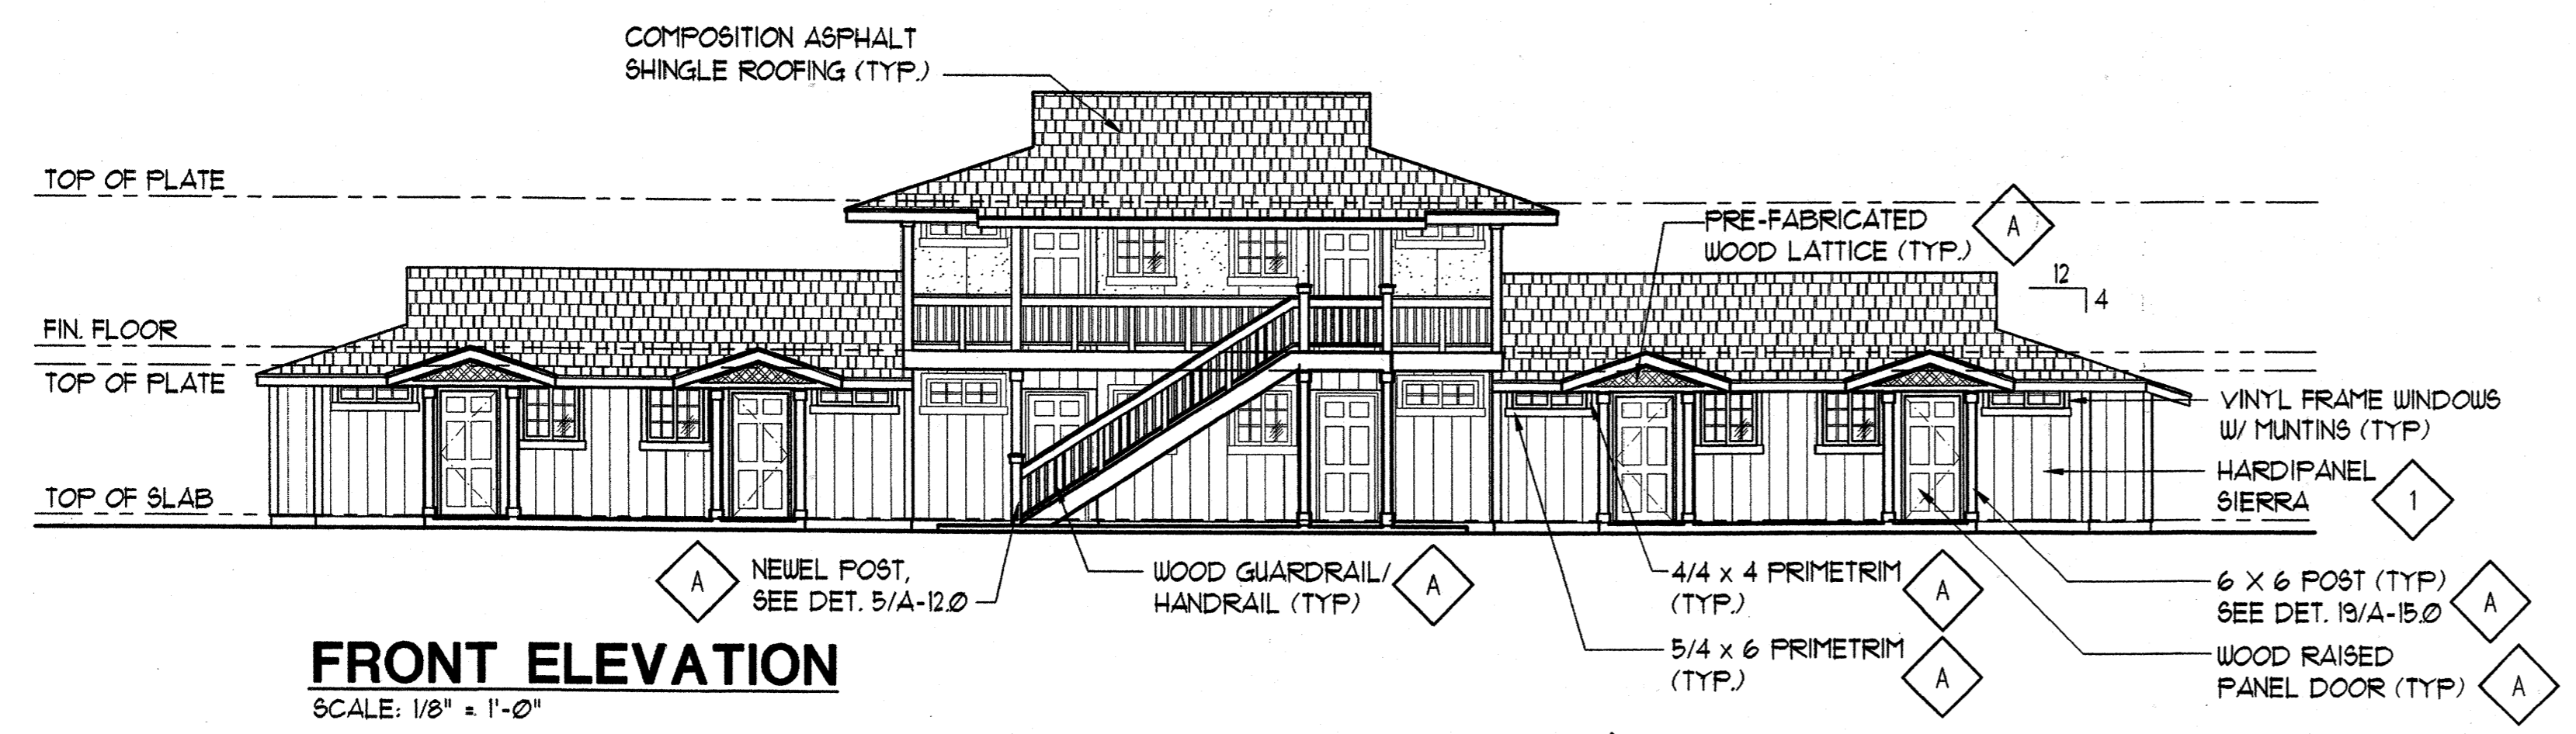 COMPOSITION ASPHALT
SHINGLE ROOFING (TYP.)
TOP OF PLATE
PRE-FABRICATED
WOOD LATTICE (TYP.)
A
12
4
FIN. FLOOR
TOP OF PLATE
VINYL FRAME WINDOWS
W/ MUNTINS (TYP)
HARDIPANEL
SIERRA
1
TOP OF SLAB
A
NEWEL POST,
SEE DET. 5/A-12.0
WOOD GUARDRAIL/
HANDRAIL (TYP)
A
4/4 x 4 PRIMETRIM
(TYP.)
A
6 X 6 POST (TYP)
SEE DET. 19/A-15.0
A
5/4 x 6 PRIMETRIM
(TYP.)
A
WOOD RAISED
PANEL DOOR (TYP)
A
FRONT ELEVATION
SCALE: 1/8" = 1'-0"